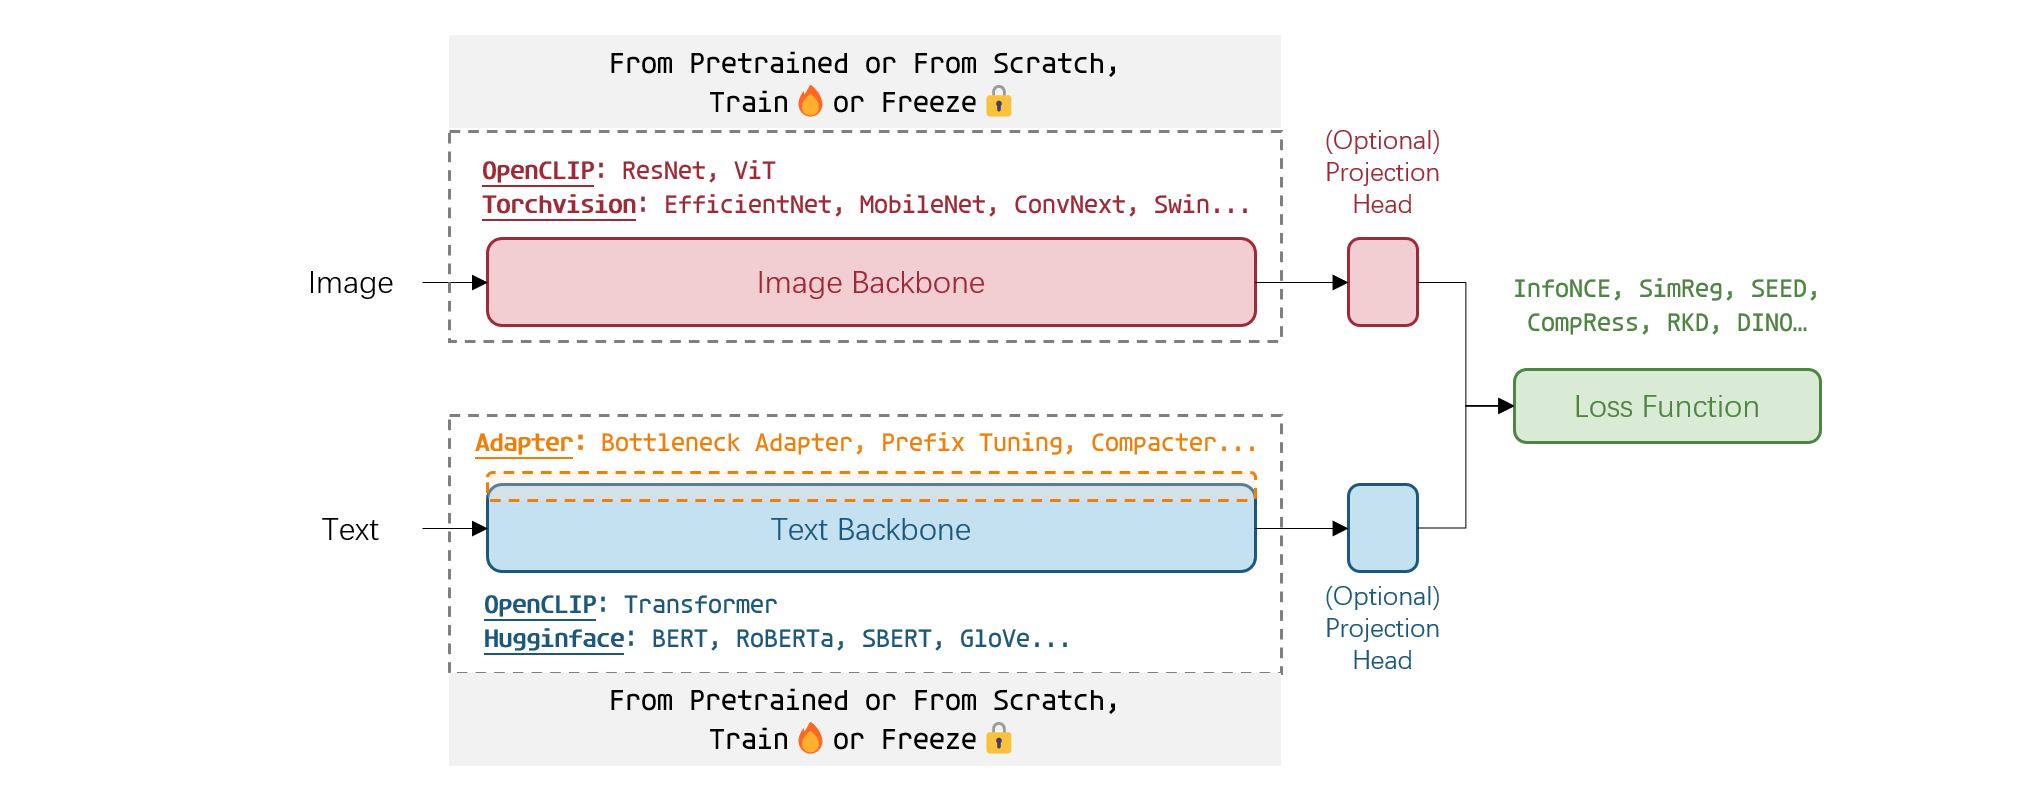 From Pretrained or From Scratch,
Train 🔥 or Freeze 🔒
OpenCLIP: ResNet, ViT
Torchvision: EfficientNet, MobileNet, ConvNext, Swin...
(Optional)
Projection
Head
Image
Image Backbone
InfoNCE, SimReg, SEED,
CompRess, RKD, DINO…
Loss Function
Adapter: Bottleneck Adapter, Prefix Tuning, Compacter...
Text
Text Backbone
OpenCLIP: Transformer
Hugginface: BERT, RoBERTa, SBERT, GloVe...
(Optional)
Projection
Head
From Pretrained or From Scratch,
Train 🔥 or Freeze 🔒